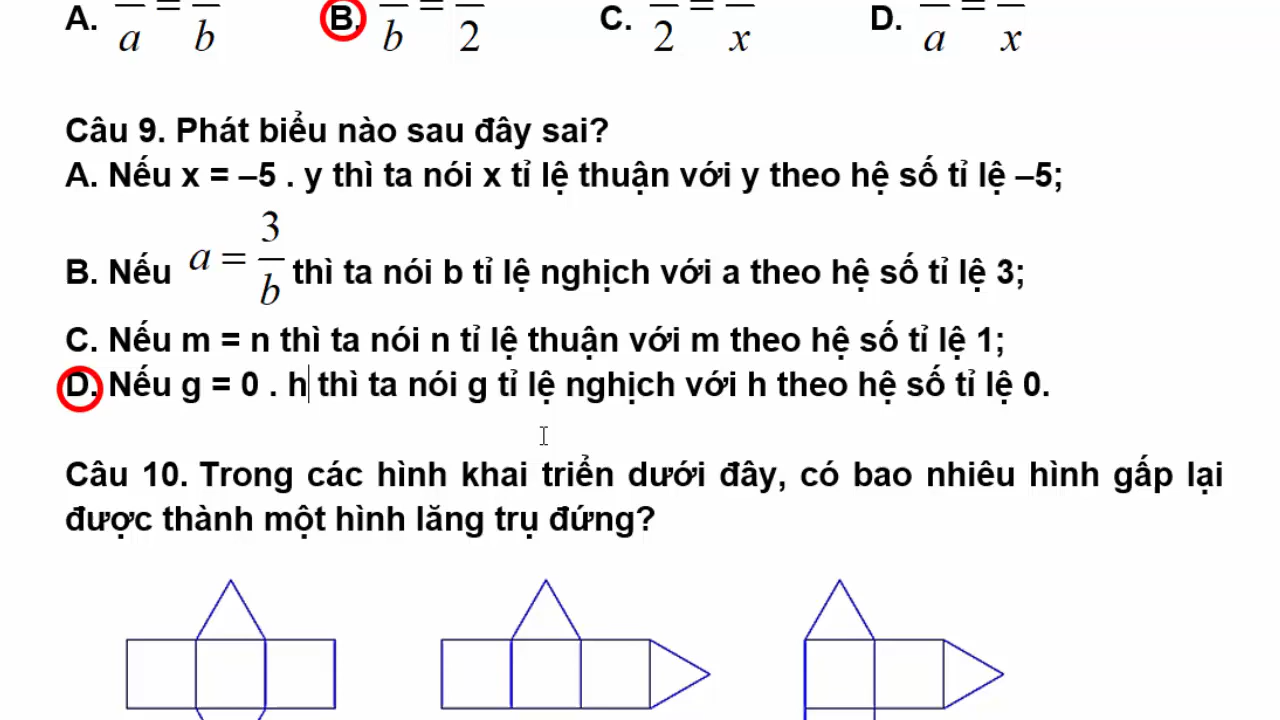 A. a = b B. b = 2 C. 2 = x D. a = x
Câu 9. Phát biểu nào sau đây sai?
A. Nếu x = –5 . y thì ta nói x tỉ lệ thuận với y theo hệ số tỉ lệ –5;
B. Nếu a = 3/b thì ta nói b tỉ lệ nghịch với a theo hệ số tỉ lệ 3;
C. Nếu m = n thì ta nói n tỉ lệ thuận với m theo hệ số tỉ lệ 1;
D. Nếu g = 0 . h thì ta nói g tỉ lệ nghịch với h theo hệ số tỉ lệ 0.
Câu 10. Trong các hình khai triển dưới đây, có bao nhiêu hình gấp lại
được thành một hình lăng trụ đứng?